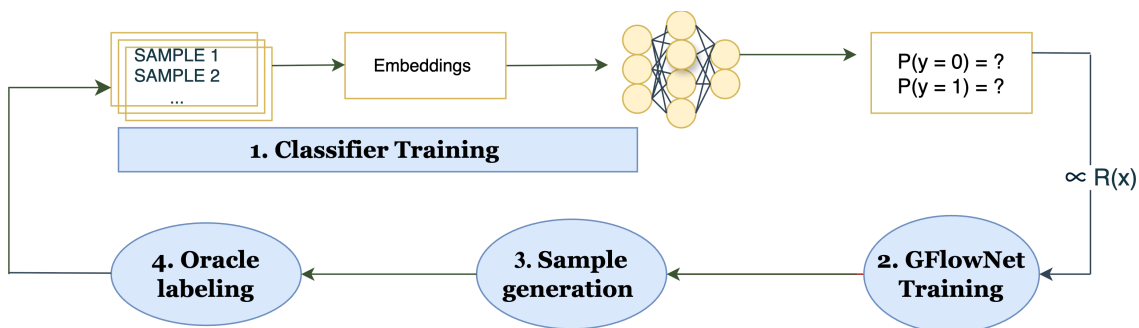 SAMPLE 1
SAMPLE 2
...
Embeddings
P(y = 0) = ?
P(y = 1) = ?
1. Classifier Training
∝ R(x)
4. Oracle
labeling
3. Sample
generation
2. GFlowNet
Training